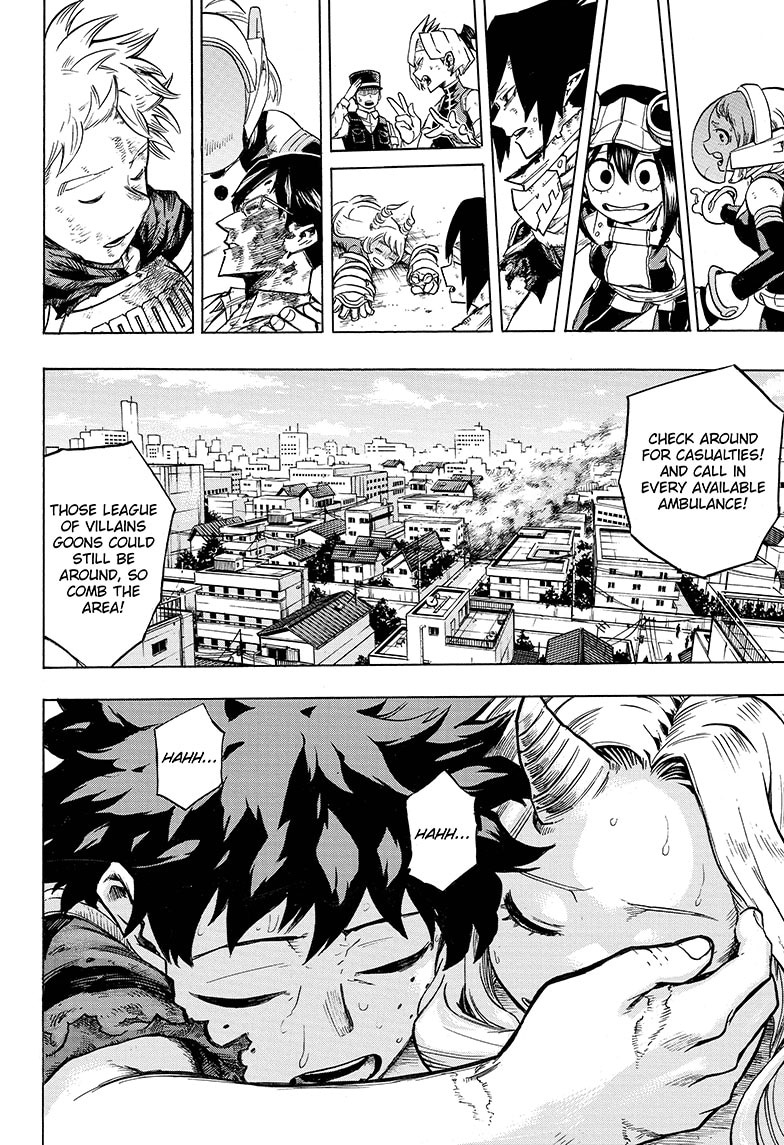 CHECK AROUND
FOR CASUALTIES!
AND CALL IN
EVERY AVAILABLE
AMBULANCE!
THOSE LEAGUE
OF VILLAINS
GOONS COULD
STILL BE
AROUND, SO
COMB THE
AREA!
HAHH...
HAHH...